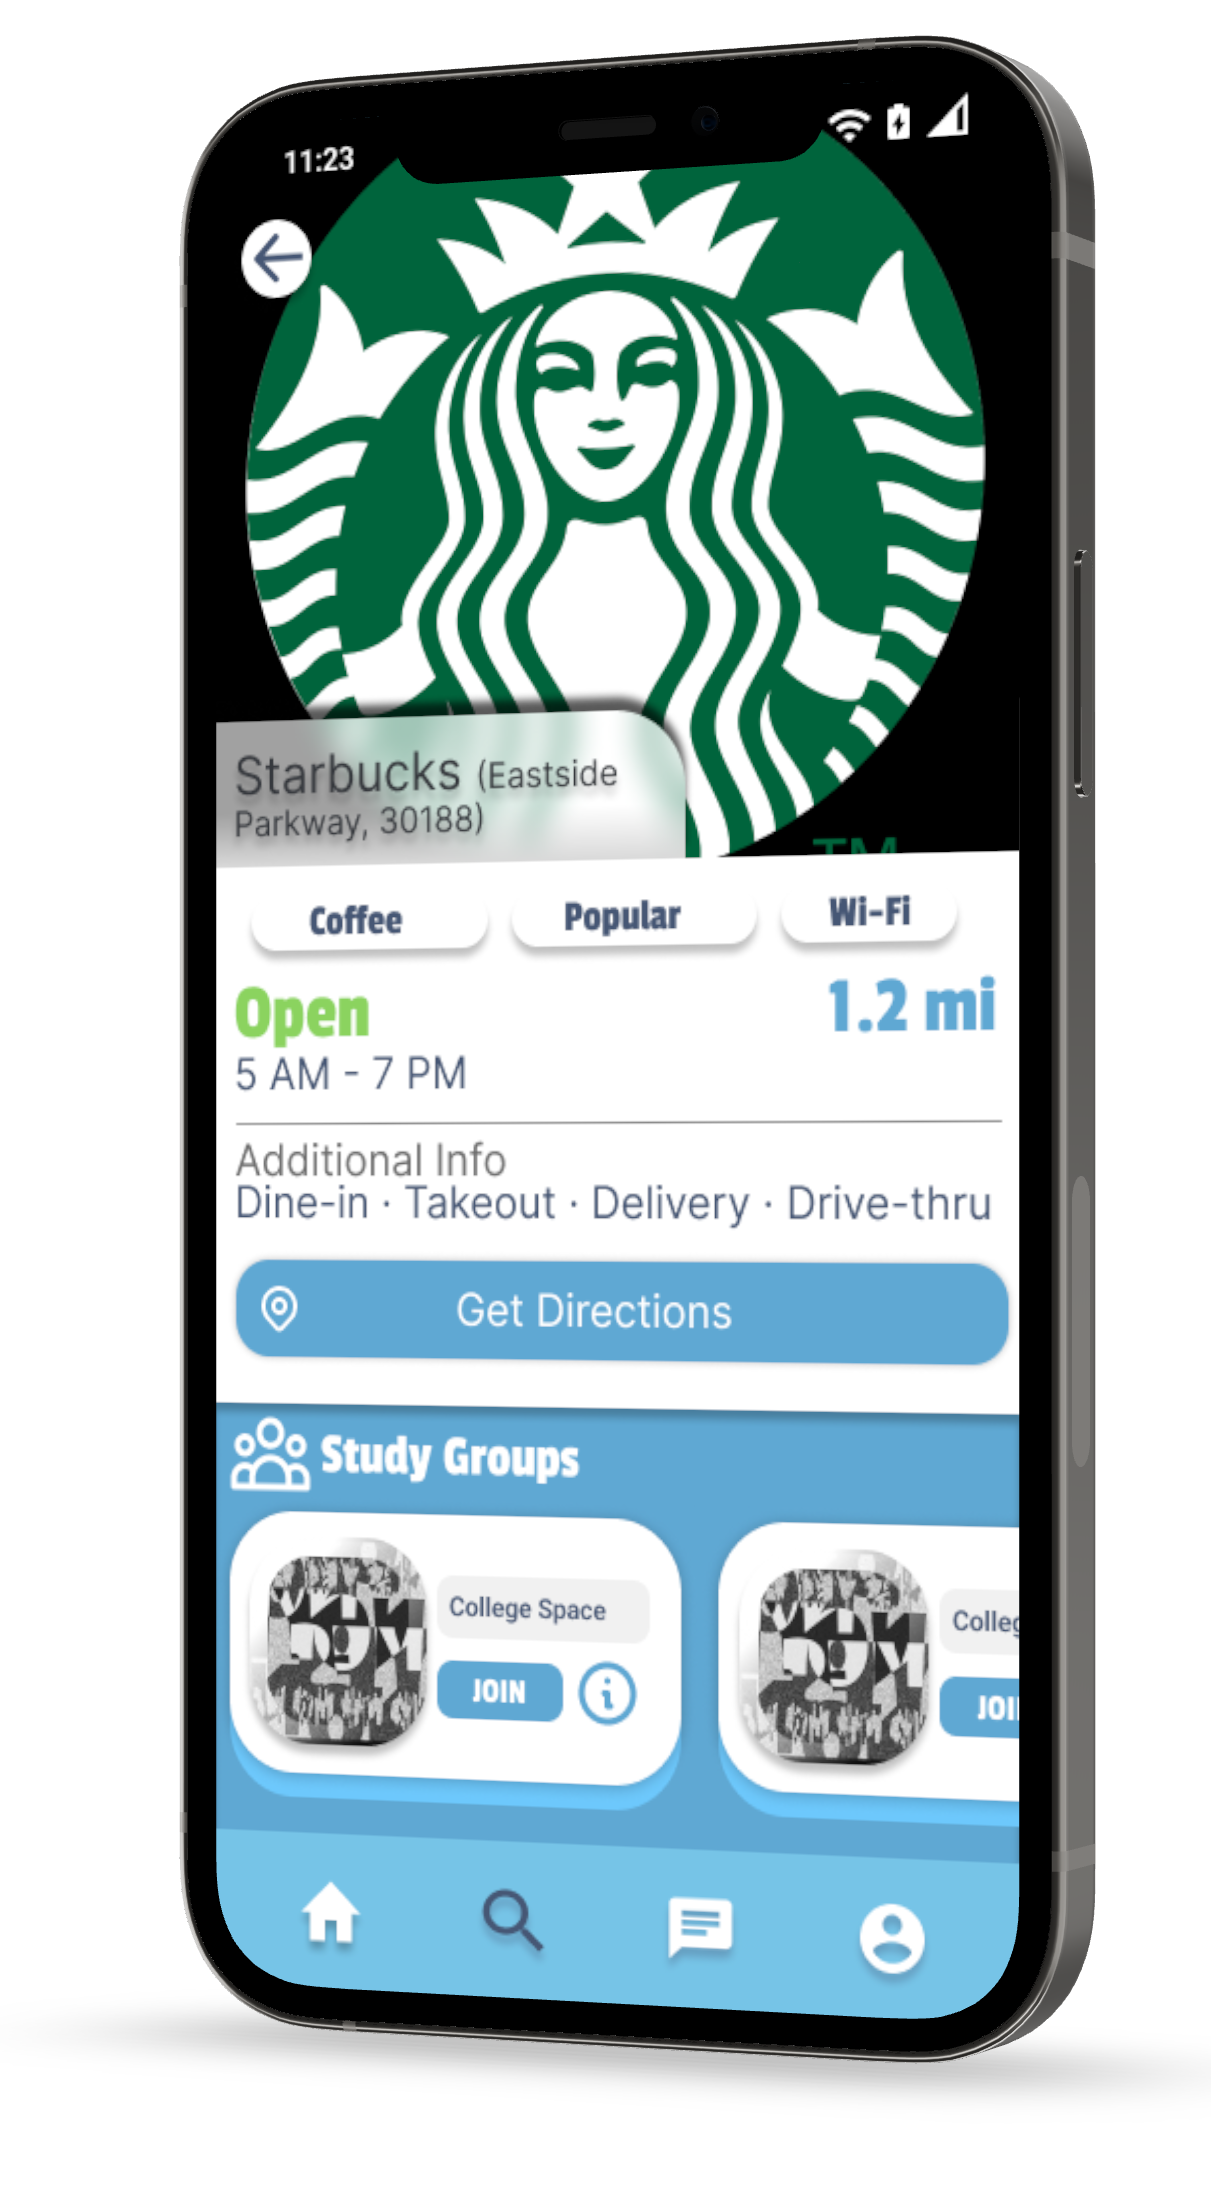 11:23
Starbucks (Eastside
Parkway, 30188)
TM
Coffee Popular Wi-Fi
Open 1.2 mi
5 AM - 7 PM
Additional Info
Dine-in · Takeout · Delivery · Drive-thru
Get Directions
Study Groups
College Space Colleg
JOIN JOI